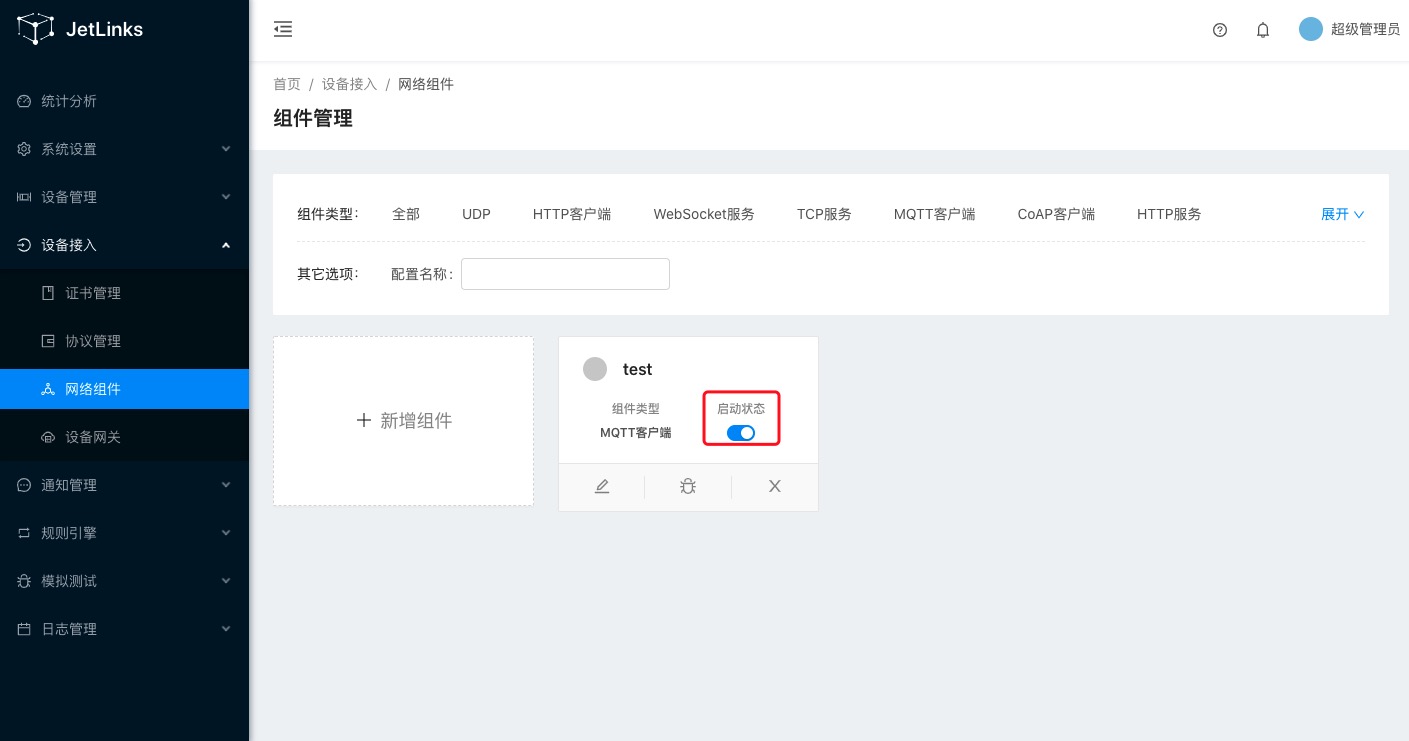 JetLinks
超级管理员
统计分析
系统设置
设备管理
设备接入
证书管理
协议管理
网络组件
设备网关
通知管理
规则引擎
模拟测试
日志管理
首页 / 设备接入 / 网络组件
组件管理
组件类型: 全部 UDP HTTP客户端 WebSocket服务 TCP服务 MQTT客户端 CoAP客户端 HTTP服务 展开
其它选项: 配置名称:
新增组件
test
组件类型 启动状态
MQTT客户端